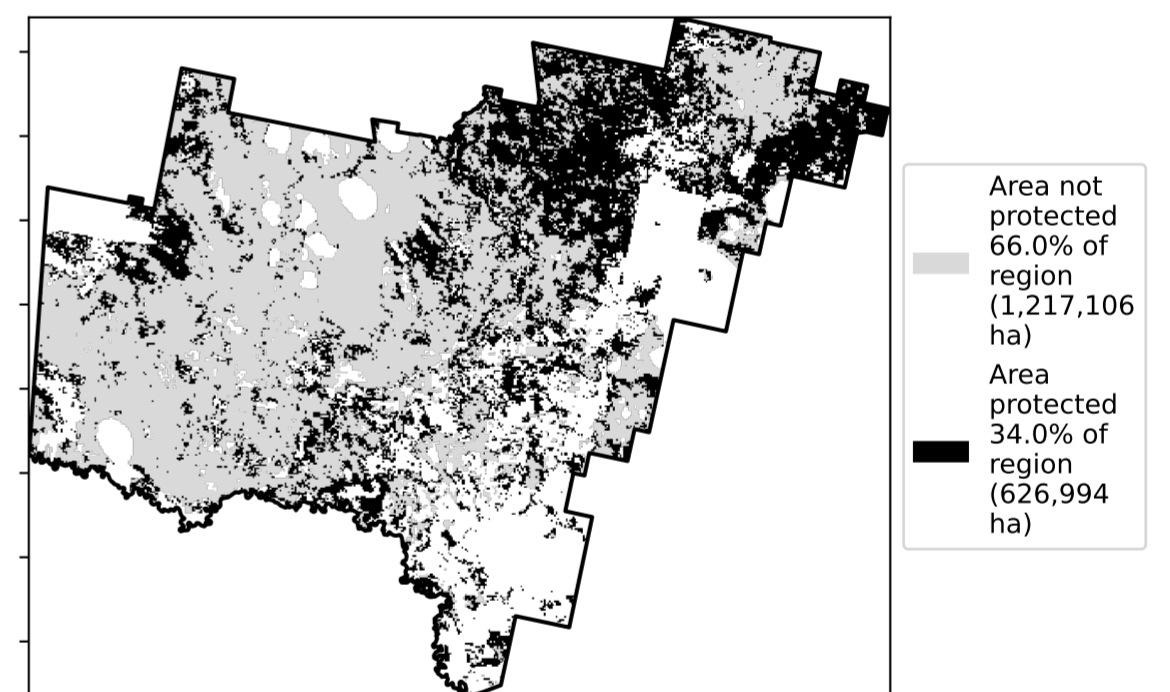 Area not
protected
66.0% of
region
(1,217,106
ha)
Area
protected
34.0% of
region
(626,994
ha)